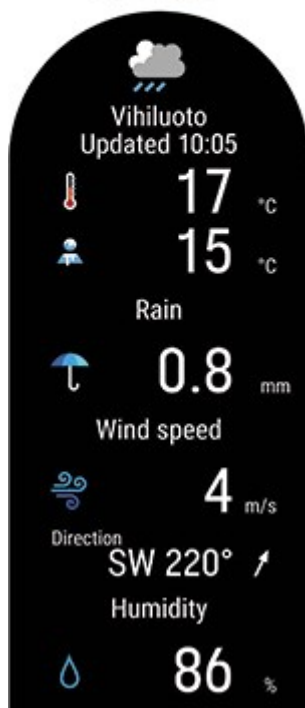 Vihiluoto
Updated 10:05
17 °C
15 °C
Rain
0.8 mm
Wind speed
4 m/s
Direction
SW 220°
Humidity
86 %